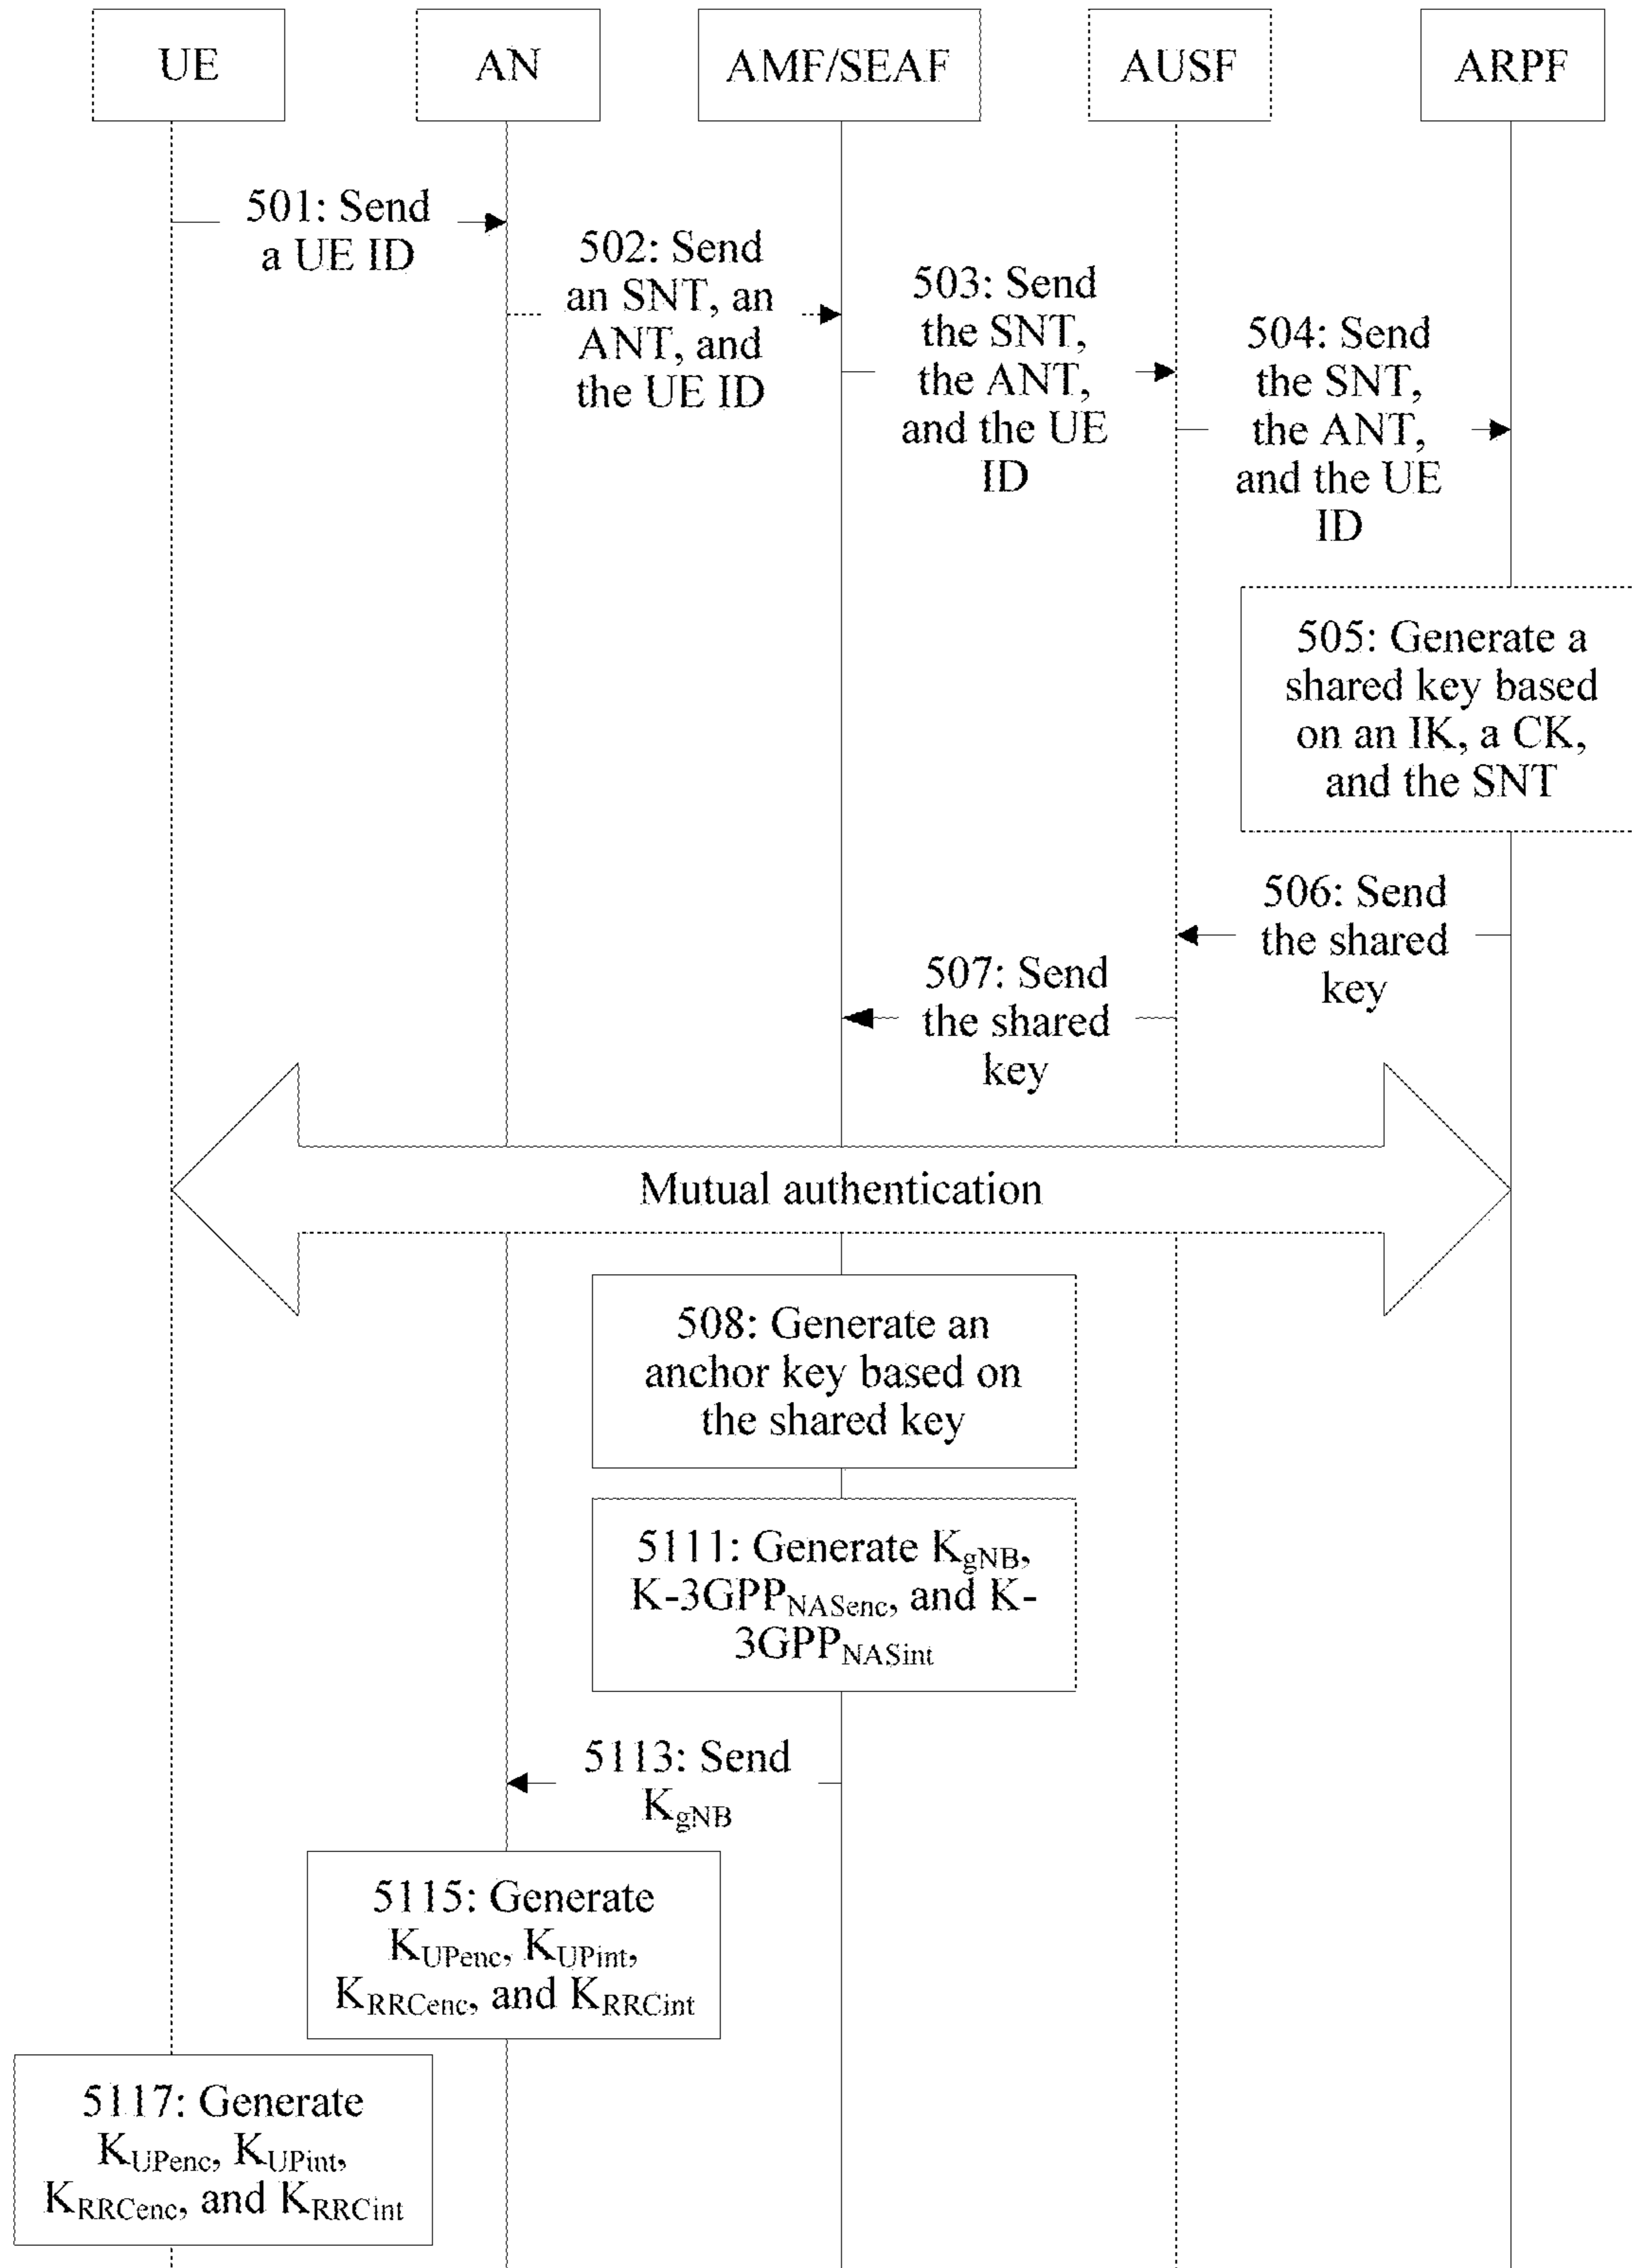 UE
AN
AMF/SEAF
AUSF
ARPF
501: Send
a UE ID
502: Send
an SNT, an
ANT, and
the UE ID
503: Send
the SNT,
the ANT,
and the UE
ID
504: Send
the SNT,
the ANT,
and the UE
ID
505: Generate a
shared key based
on an IK, a CK,
and the SNT
506: Send
the shared
key
507: Send
the shared
key
Mutual authentication
508: Generate an
anchor key based on
the shared key
5111: Generate KgNB,
K-3GPPNASenc, and K-
3GPPNASint
5113: Send
KgNB
5115: Generate
KUPenc, KUPint,
KRRCenc, and KRRCint
5117: Generate
KUPenc, KUPint,
KRRCenc, and KRRCint